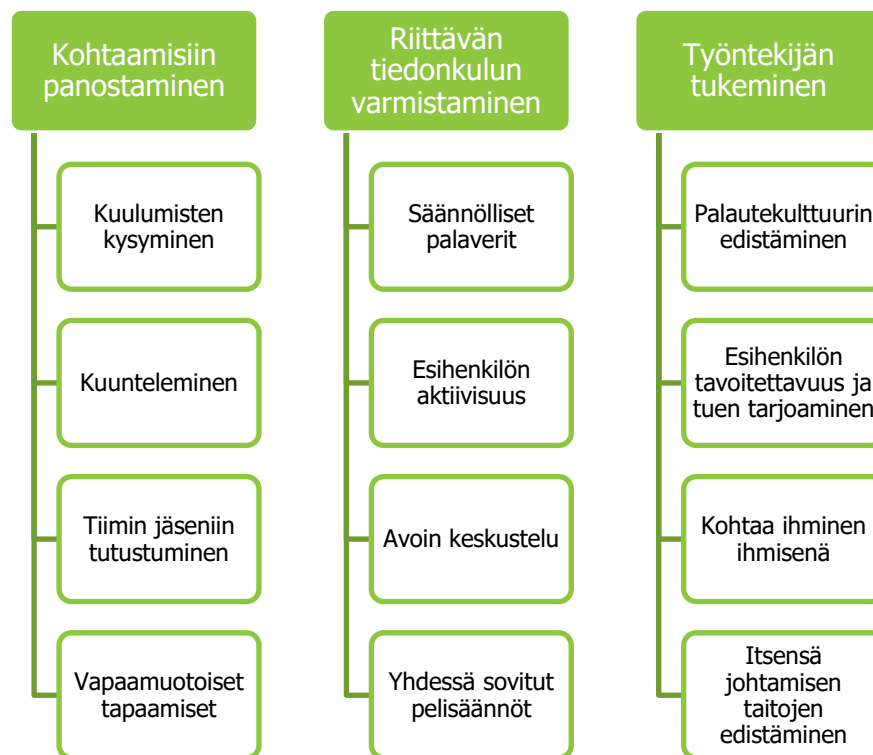 Kohtaamisiin
panostaminen
Kuulumisten
kysyminen
Kuunteleminen
Tiimin jäseniin
tutustuminen
Vapaamuotoiset
tapaamiset
Riittävän
tiedonkulun
varmistaminen
Säännölliset
palaverit
Esihenkilön
aktiivisuus
Avoin keskustelu
Yhdessä sovitut
pelisäännöt
Työntekijän
tukeminen
Palautekulttuurin
edistäminen
Esihenkilön
tavoitettavuus ja
tuen tarjoaminen
Kohtaa ihminen
ihmisenä
Itsensä
johtamisen
taitojen
edistäminen